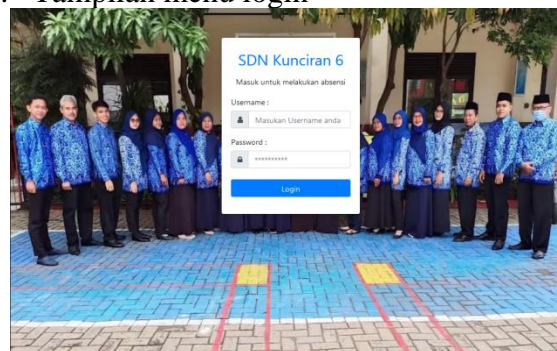 Tampilan menu login
SDN Kunciran 6
Masuk untuk melakukan absensi
Username :
Masukan Username anda
Password :
**********
Login